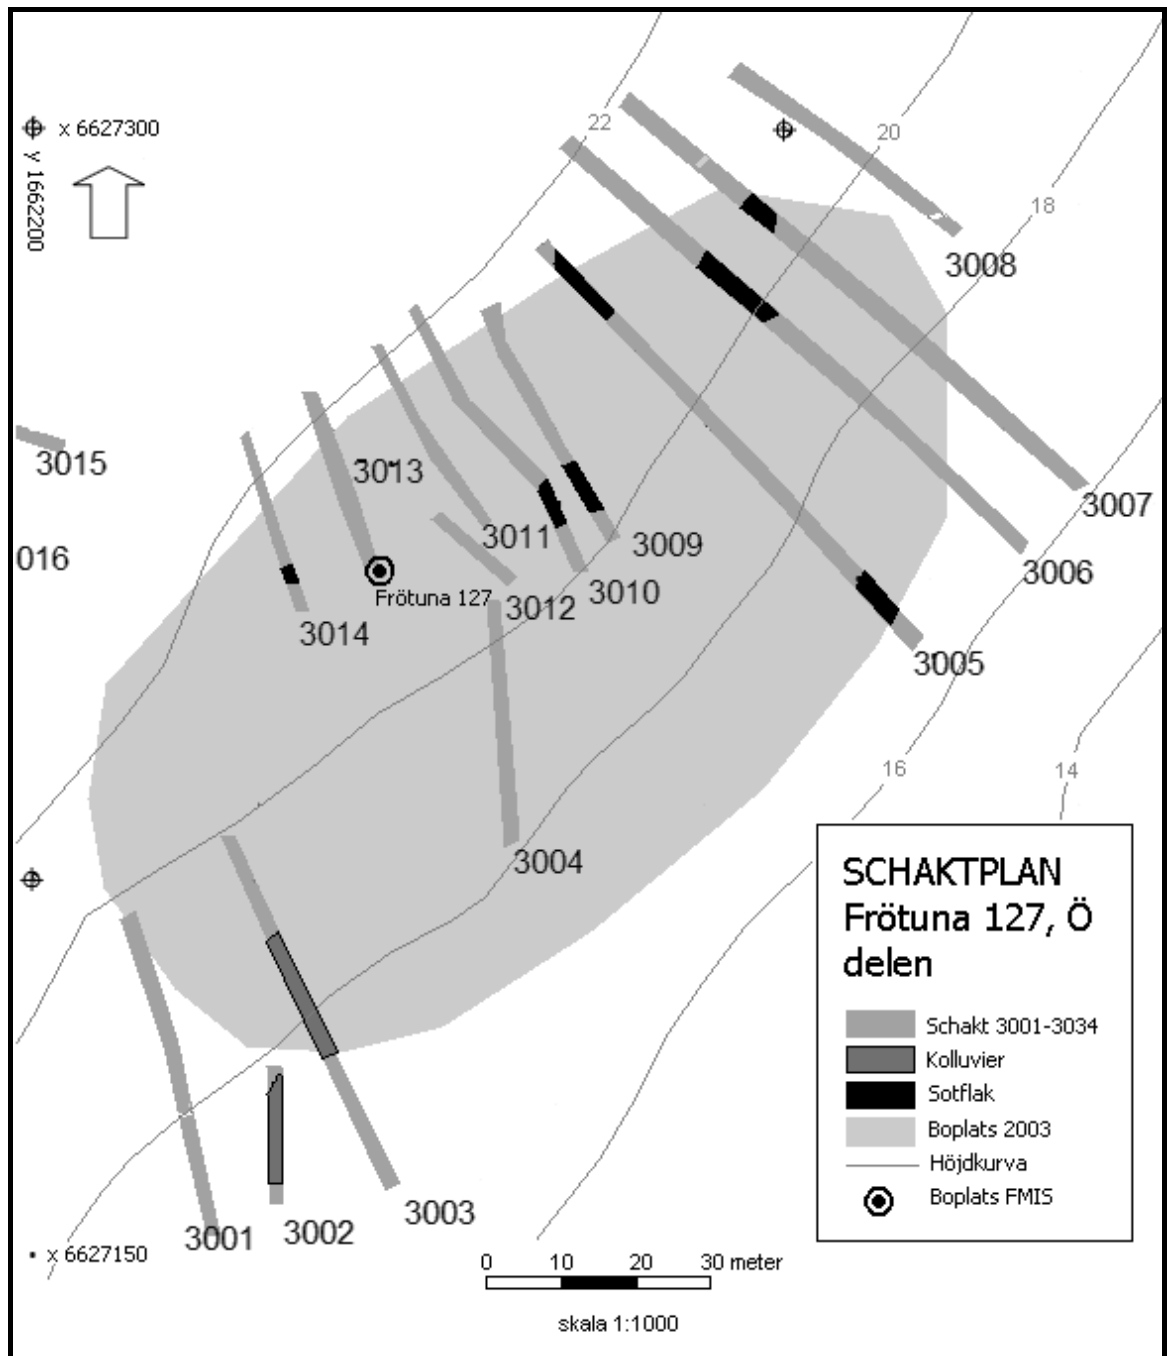 22
20
18
x 6627300
y 1662200
3008
3015
3013
3007
3011
3009
016
3006
3010
Frötuna 127
3012
3014
3005
16
14
3004
SCHAKTPLAN
Frötuna 127, Ö
delen
Schakt 3001-3034
Kolluvier
Sotflak
Boplats 2003
Höjdkurva
Boplats FMIS
3003
3002
3001
x 6627150
0 10 20 30 meter
skala 1:1000